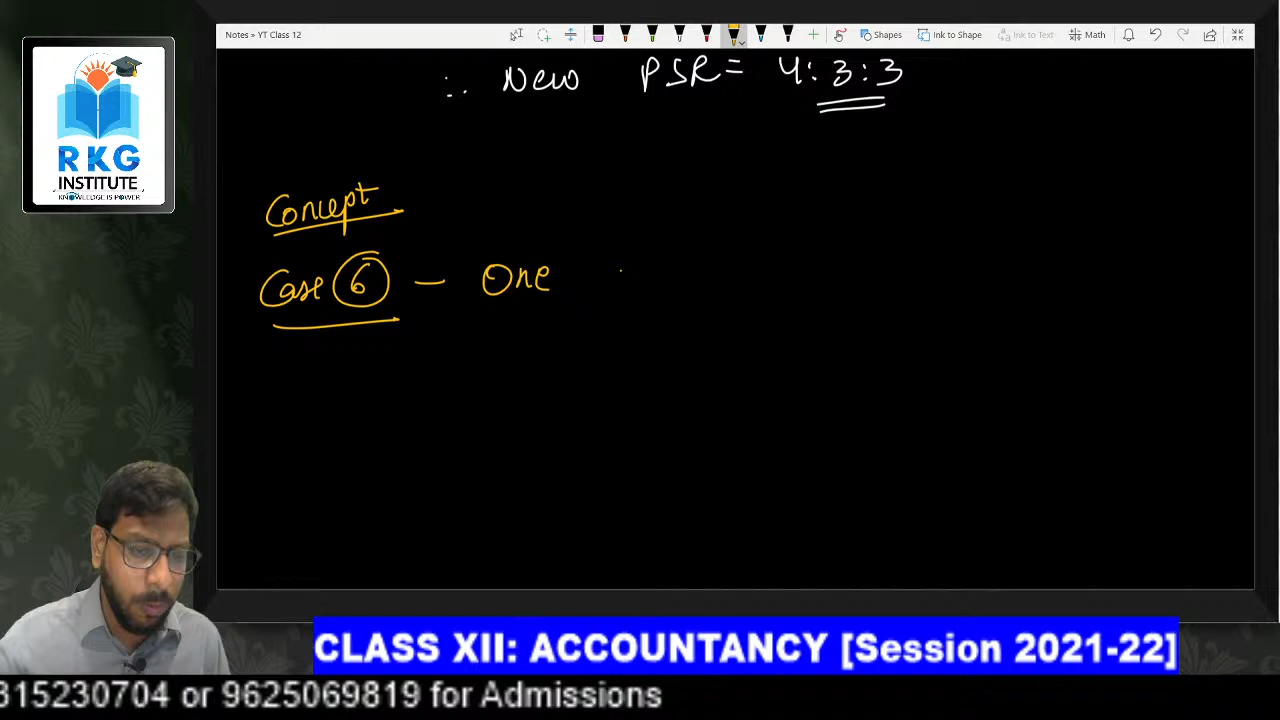 Notes » YT Class 12
Shapes
Ink to Shape
Ink to Text
Math
∴ New PSR = 4:3:3
RKG
INSTITUTE
KNOWLEDGE IS POWER
Concept
Case 6 - One
CLASS XII: ACCOUNTANCY [Session 2021-22]
315230704 or 9625069819 for Admissions